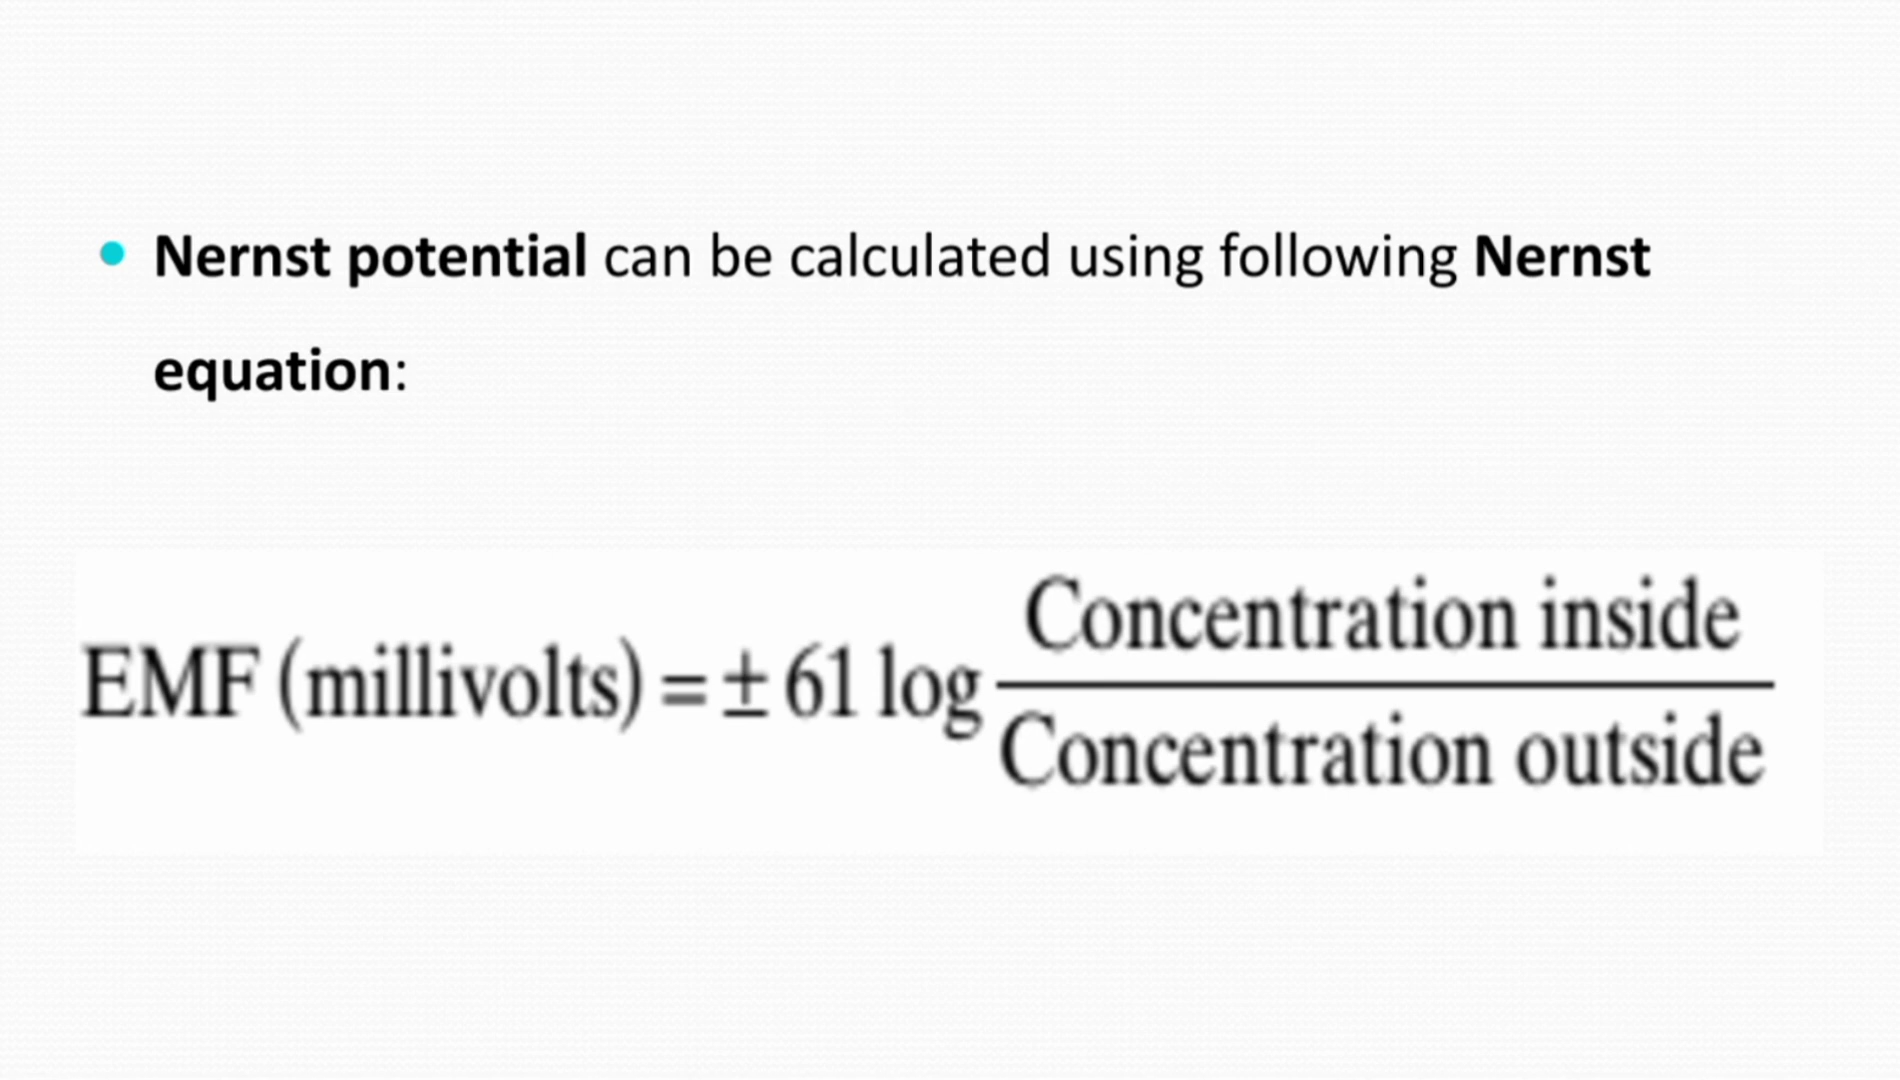 • Nernst potential can be calculated using following Nernst
equation:
EMF (millivolts) = ± 61 log Concentration inside
Concentration outside